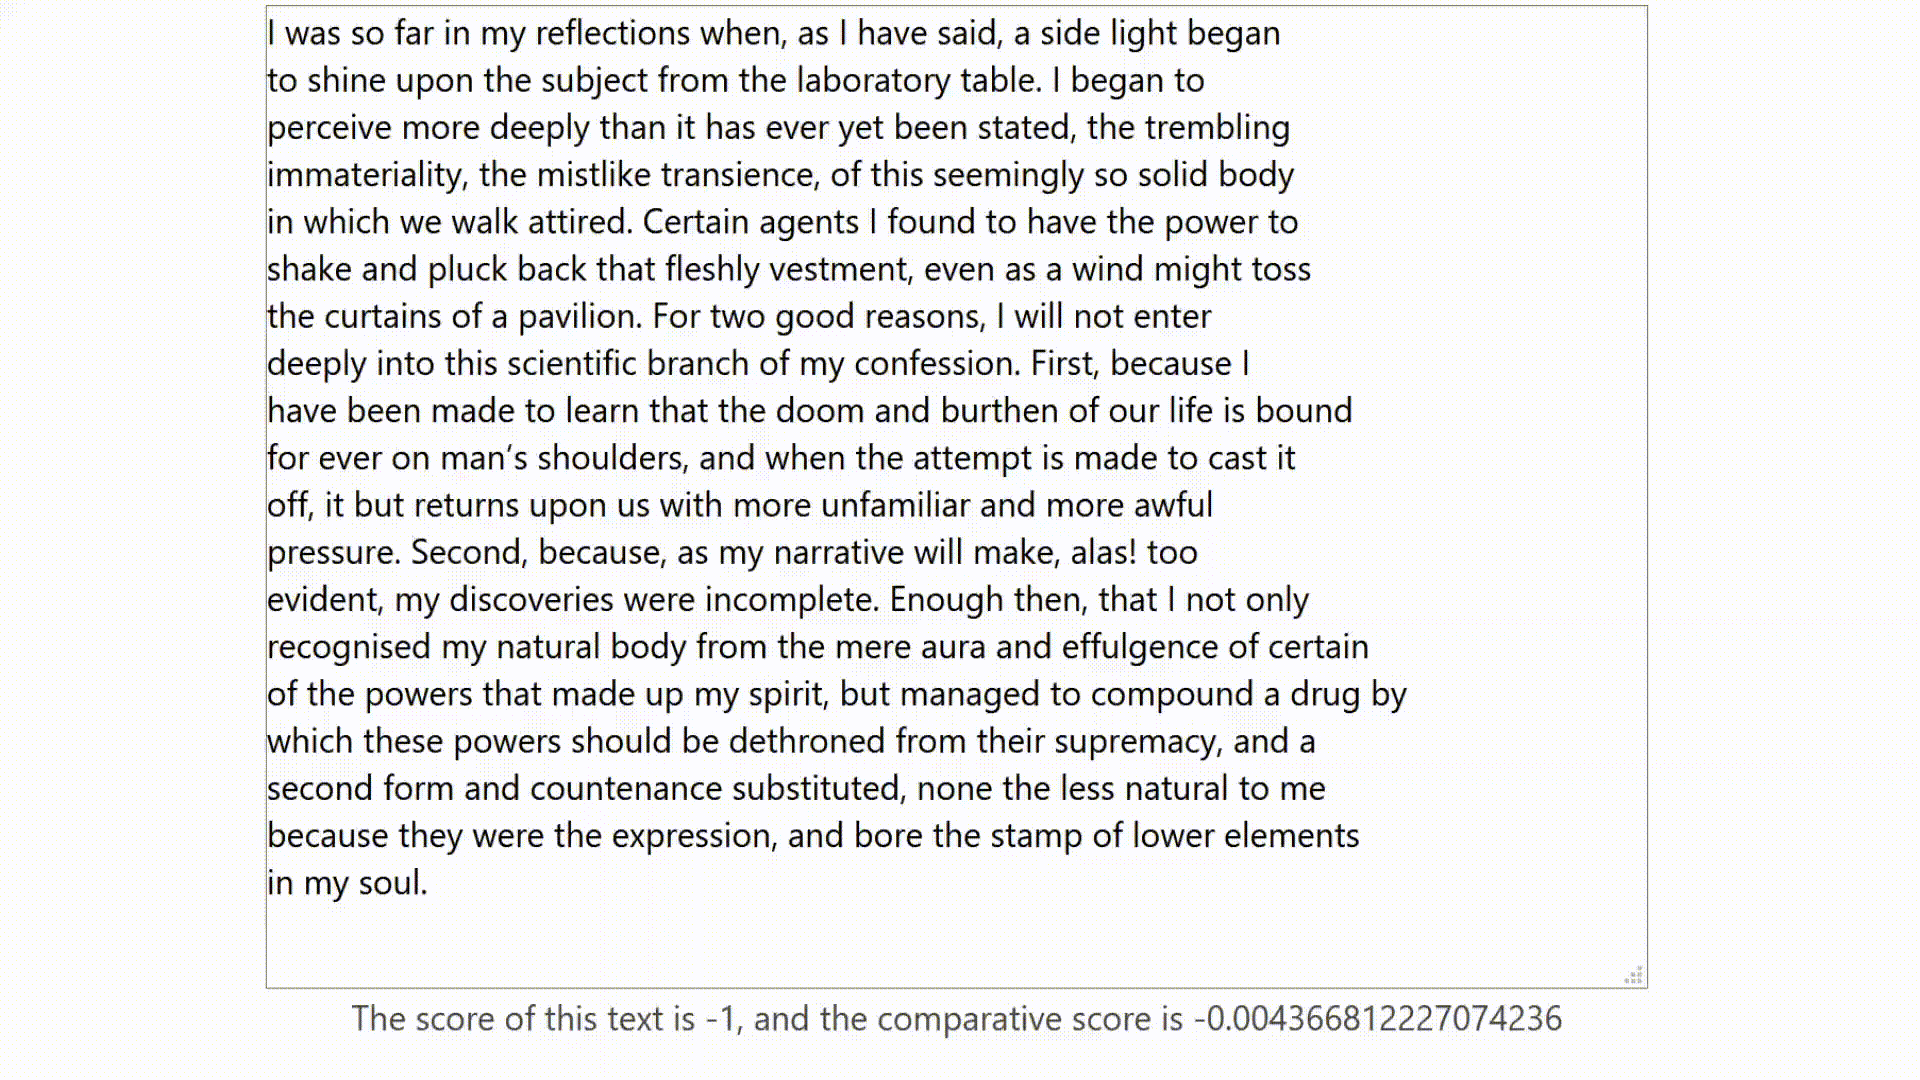 I was so far in my reflections when, as I have said, a side light began
to shine upon the subject from the laboratory table. I began to
perceive more deeply than it has ever yet been stated, the trembling
immateriality, the mistlike transience, of this seemingly so solid body
in which we walk attired. Certain agents I found to have the power to
shake and pluck back that fleshly vestment, even as a wind might toss
the curtains of a pavilion. For two good reasons, I will not enter
deeply into this scientific branch of my confession. First, because I
have been made to learn that the doom and burthen of our life is bound
for ever on man’s shoulders, and when the attempt is made to cast it
off, it but returns upon us with more unfamiliar and more awful
pressure. Second, because, as my narrative will make, alas! too
evident, my discoveries were incomplete. Enough then, that I not only
recognised my natural body from the mere aura and effulgence of certain
of the powers that made up my spirit, but managed to compound a drug by
which these powers should be dethroned from their supremacy, and a
second form and countenance substituted, none the less natural to me
because they were the expression, and bore the stamp of lower elements
in my soul.
The score of this text is -1, and the comparative score is -0.004366812227074236